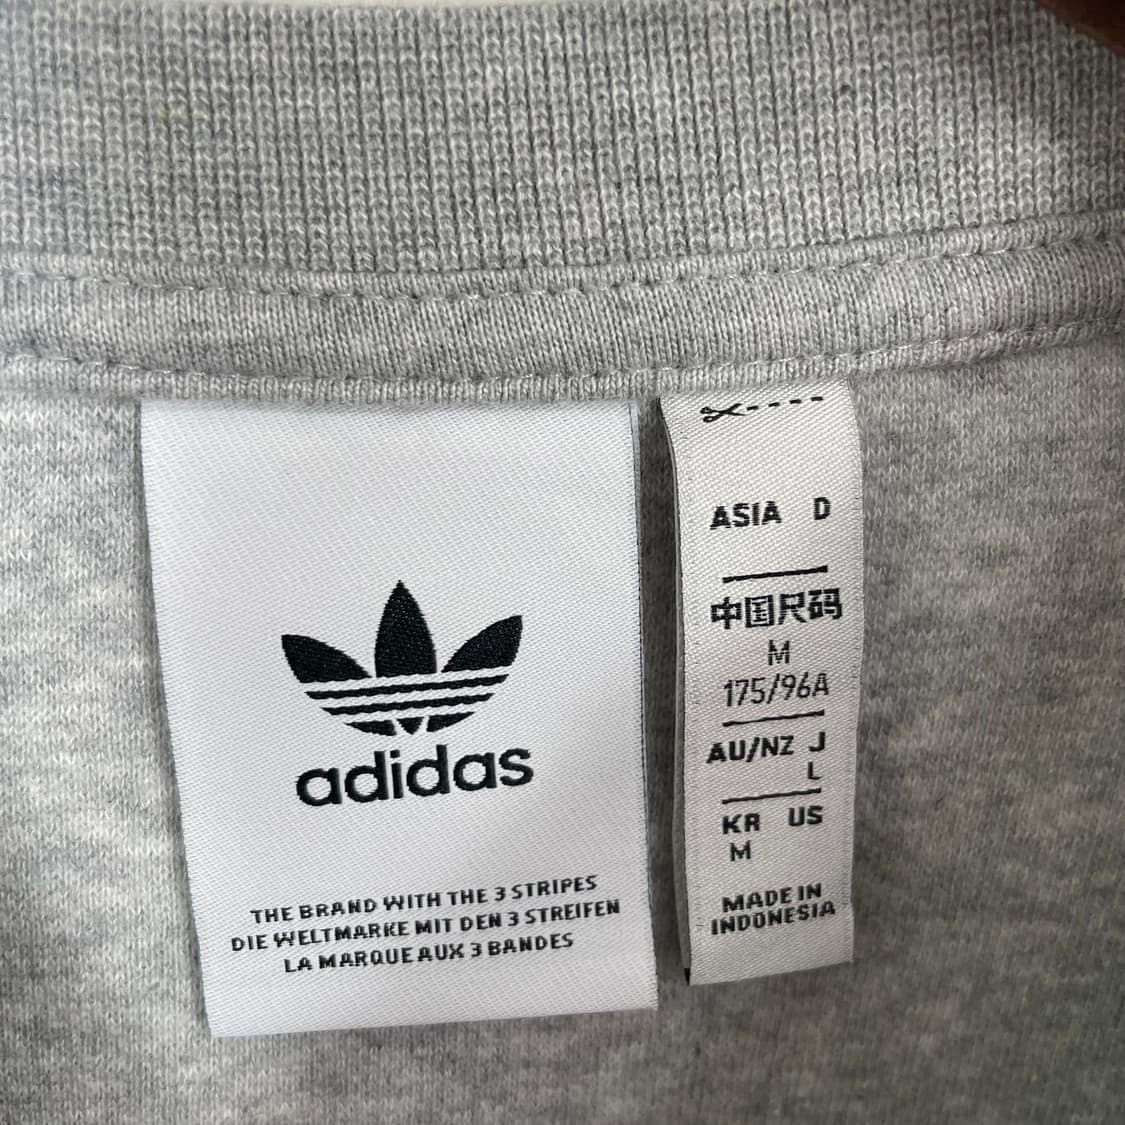 adidas
THE BRAND WITH THE 3 STRIPES
DIE WELTMARKE MIT DEN 3 STREIFEN
LA MARQUE AUX 3 BANDES
ASIA D
中国尺码
M
175/96A
AU/NZ J
L
KR US
M
MADE IN
INDONESIA